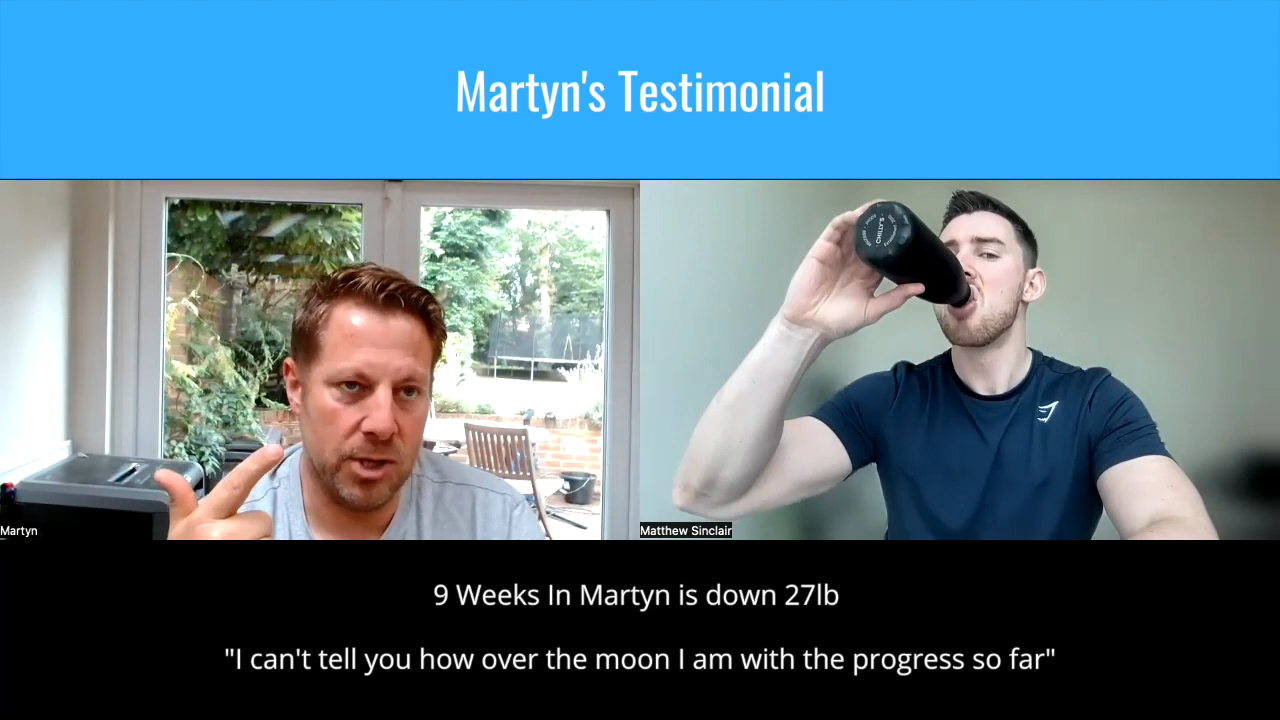 Martyn's Testimonial
CHILLY'S
Martyn
Matthew Sinclair
9 Weeks In Martyn is down 27lb
"I can't tell you how over the moon I am with the progress so far"